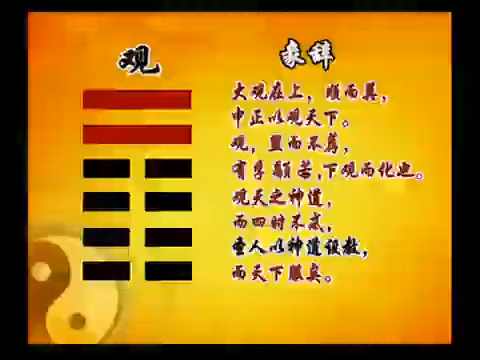 观
彖辞
大观在上，顺而巽，
中正以观天下。
观，盥而不荐，
有孚颙若，下观而化也。
观天之神道，
而四时不忒，
圣人以神道设教，
而天下服矣。